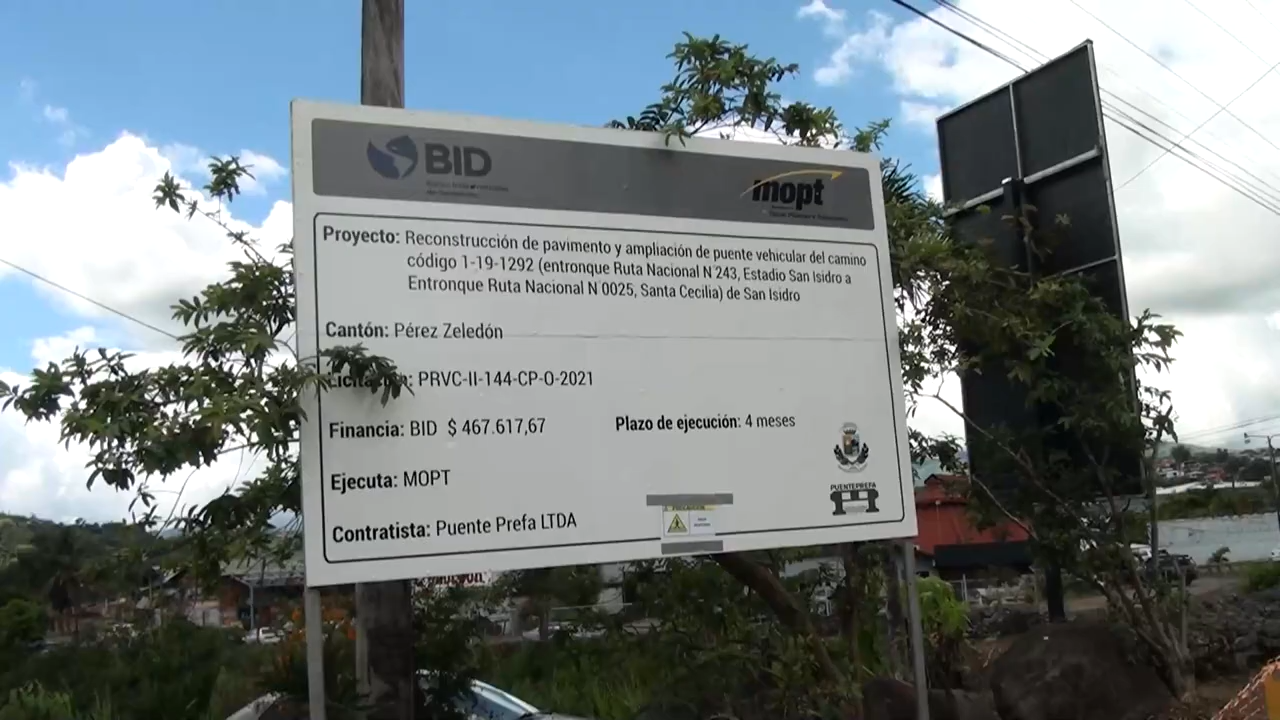 BID
mopt
Proyecto: Reconstrucción de pavimento y ampliación de puente vehicular del camino
código 1-19-1292 (entronque Ruta Nacional N°243, Estadio San Isidro a
Entronque Ruta Nacional N°0025, Santa Cecilia) de San Isidro
Cantón: Pérez Zeledón
Licitación: PRVC-II-144-CP-O-2021
Financia: BID $ 467.617,67
Plazo de ejecución: 4 meses
Ejecuta: MOPT
PUENTEPREFA
Contratista: Puente Prefa LTDA